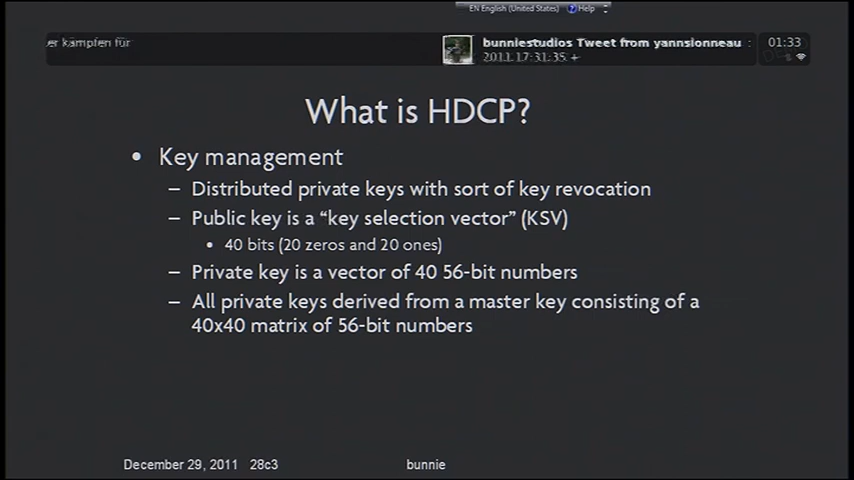 EN English (United States) Help
er kämpfen für
bunniestudios Tweet from yannsionneau :
2011 17:31:35
01:33
What is HDCP?
• Key management
– Distributed private keys with sort of key revocation
– Public key is a “key selection vector” (KSV)
• 40 bits (20 zeros and 20 ones)
– Private key is a vector of 40 56-bit numbers
– All private keys derived from a master key consisting of a
40x40 matrix of 56-bit numbers
December 29, 2011 28c3 bunnie